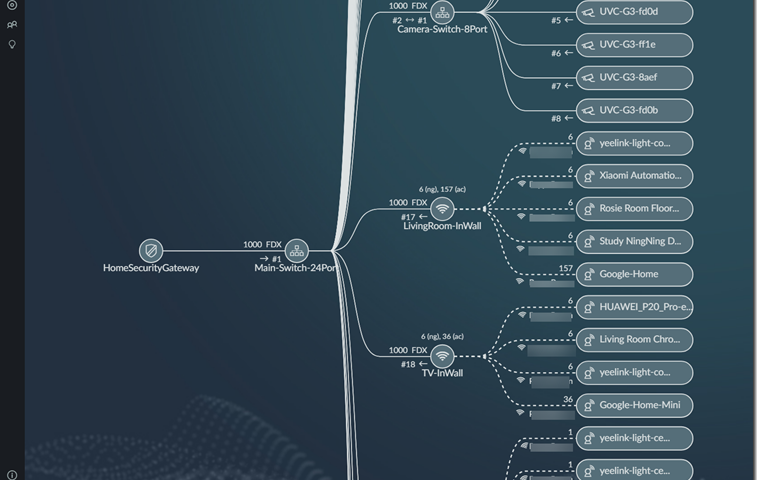 1000 FDX
#2 ↔ #1
Camera-Switch-8Port
#5 ←
UVC-G3-fd0d
#6 ←
UVC-G3-ff1e
#7 ←
UVC-G3-8aef
#8 ←
UVC-G3-fd0b
6
yeelink-light-co...
6
Xiaomi Automatio...
6 (ng), 157 (ac)
1000 FDX
#17 ←
LivingRoom-InWall
6
Rosie Room Floor...
6
Study NingNing D...
1000 FDX
→ #1
HomeSecurityGateway
Main-Switch-24Port
157
Google-Home
6
HUAWEI_P20_Pro-e...
6 (ng), 36 (ac)
1000 FDX
#18 ←
TV-InWall
6
Living Room Chro...
6
yeelink-light-co...
36
Google-Home-Mini
1
yeelink-light-ce...
1
yeelink-light-ce...